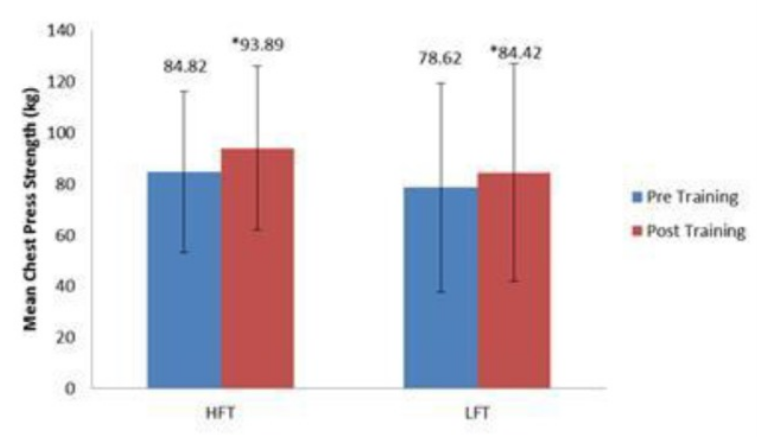 Mean Chest Press Strength (kg)
140
120
100
80
60
40
20
0
84.82
*93.89
78.62
*84.42
HFT
LFT
Pre Training
Post Training